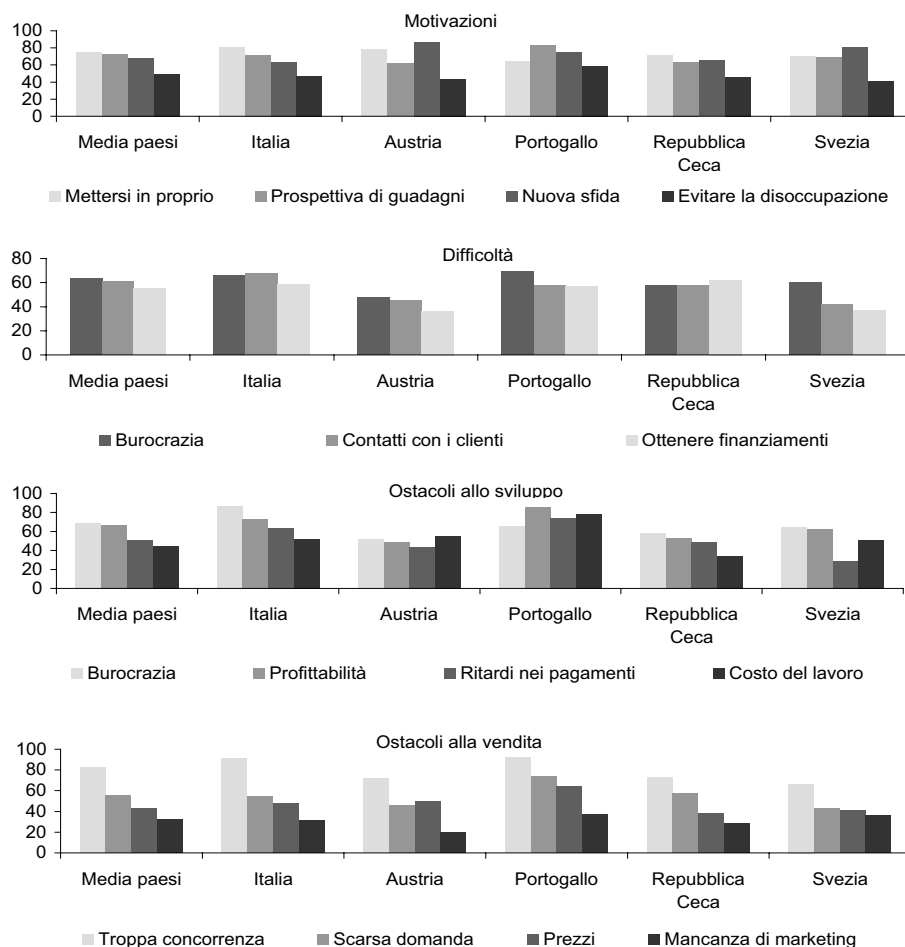 Motivazioni
100
80
60
40
20
0
Media paesi Italia Austria Portogallo Repubblica Ceca Svezia
Mettersi in proprio Prospettiva di guadagni Nuova sfida Evitare la disoccupazione
Difficoltà
80
60
40
20
0
Media paesi Italia Austria Portogallo Repubblica Ceca Svezia
Burocrazia Contatti con i clienti Ottenere finanziamenti
Ostacoli allo sviluppo
100
80
60
40
20
0
Media paesi Italia Austria Portogallo Repubblica Ceca Svezia
Burocrazia Profittabilità Ritardi nei pagamenti Costo del lavoro
Ostacoli alla vendita
100
80
60
40
20
0
Media paesi Italia Austria Portogallo Repubblica Ceca Svezia
Troppa concorrenza Scarsa domanda Prezzi Mancanza di marketing